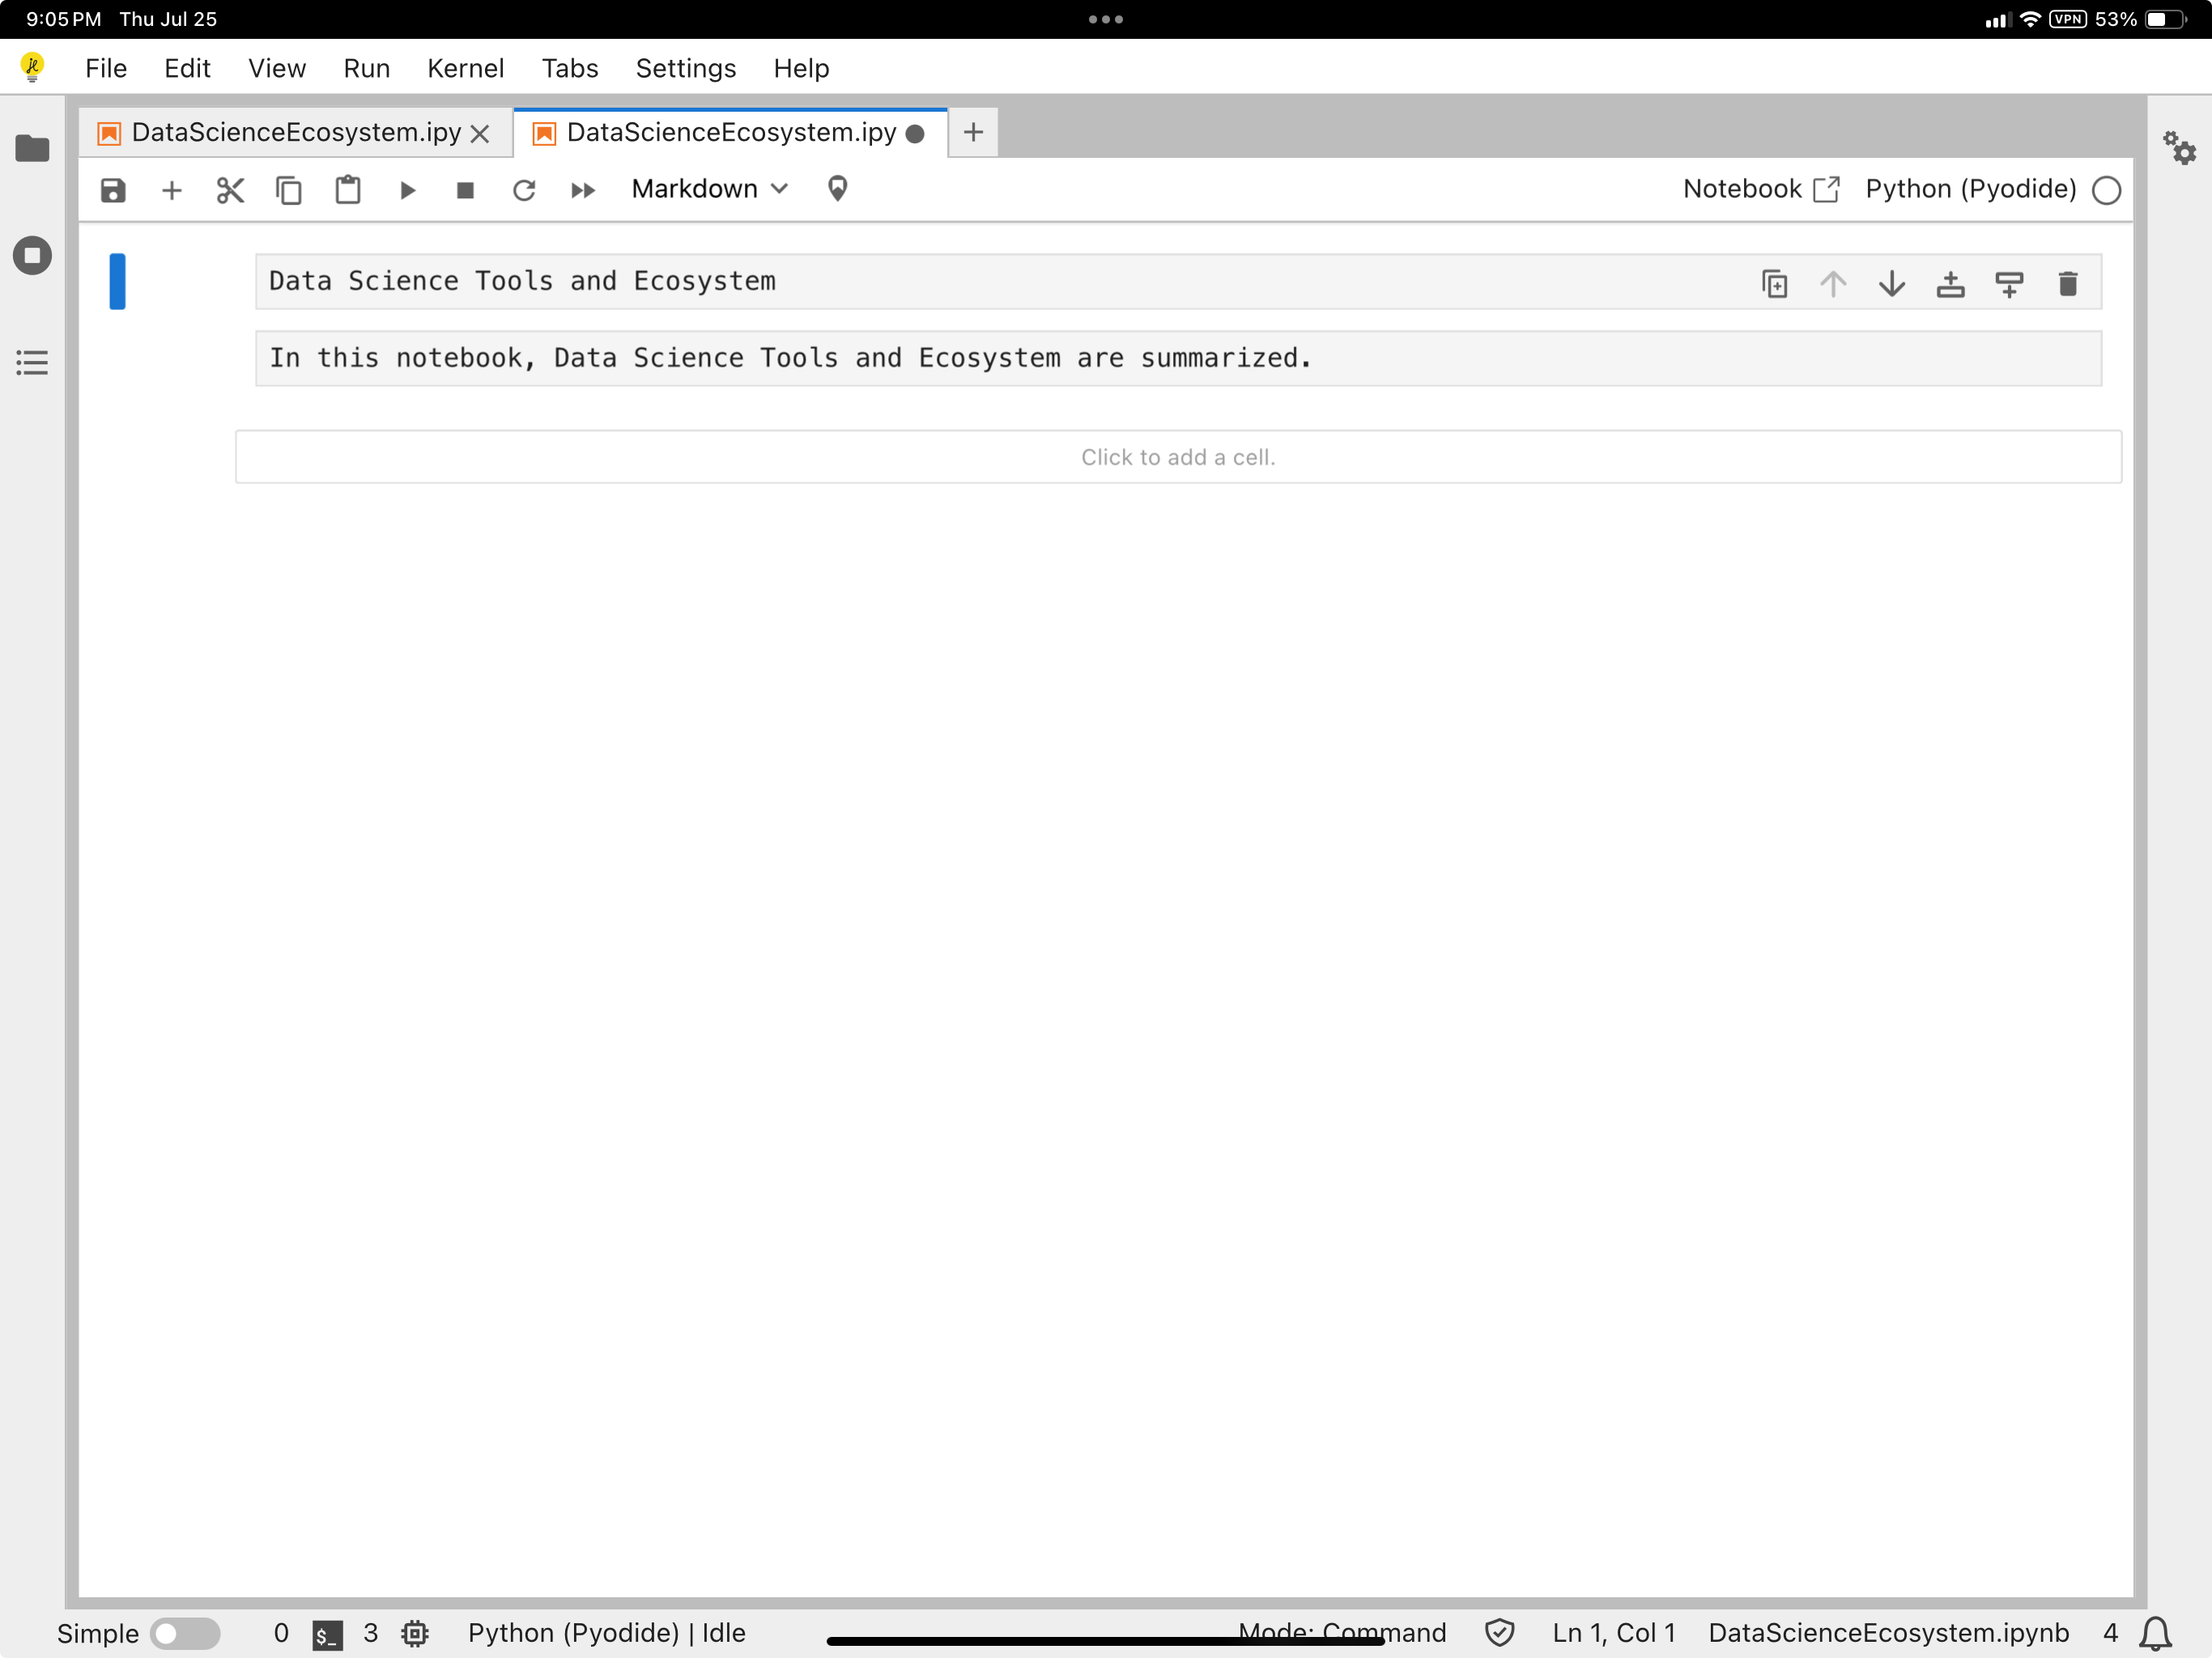 9:05 PM Thu Jul 25
VPN 53%
File Edit View Run Kernel Tabs Settings Help
DataScienceEcosystem.ipy DataScienceEcosystem.ipy
Markdown Notebook Python (Pyodide)
Data Science Tools and Ecosystem
In this notebook, Data Science Tools and Ecosystem are summarized.
Click to add a cell.
Simple 0 $_ 3 Python (Pyodide) | Idle Mode: Command Ln 1, Col 1 DataScienceEcosystem.ipynb 4